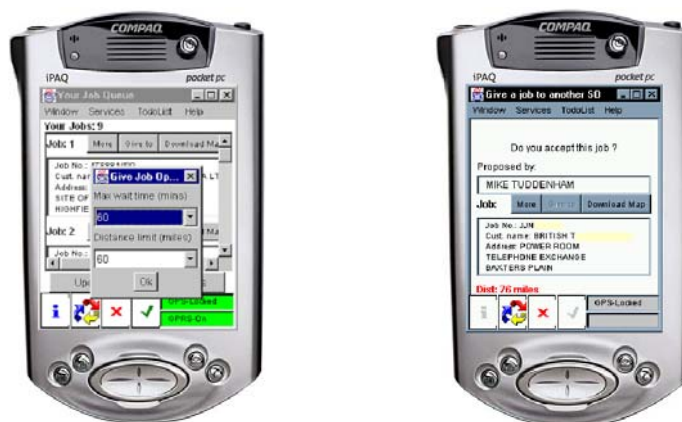 COMPAQ
iPAQ pocket pc
Your Job Queue
Window Services TodoList Help
Your Jobs: 9
Job: 1 More Give to Download Ma
Job No.:
Cust. nar
Address:
SITE OF
HIGHFIE
Give Job Op...
Max wait time (mins)
60
Distance limit (miles)
60
Ok
Job: 2
Job No.:
Up
GPS-Locked
GPRS-On
COMPAQ
iPAQ pocket pc
Give a job to another SD
Window Services TodoList Help
Do you accept this job ?
Proposed by:
MIKE TUDDENHAM
Job: More Give to Download Map
Job No.: JJN
Cust. name: BRITISH T
Address: POWER ROOM
TELEPHONE EXCHANGE
BAXTERS PLAIN
Dist: 76 miles
GPS-Locked